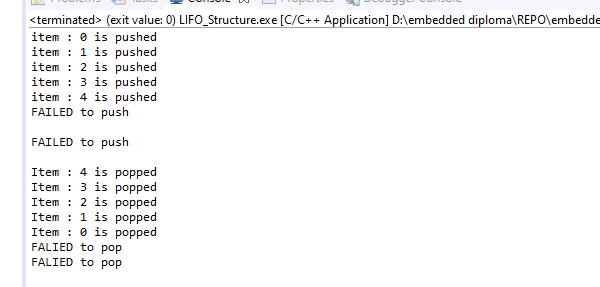 Problems Tasks Console Properties Debugger Console
<terminated> (exit value: 0) LIFO_Structure.exe [C/C++ Application] D:\embedded diploma\REPO\embedde
item : 0 is pushed
item : 1 is pushed
item : 2 is pushed
item : 3 is pushed
item : 4 is pushed
FAILED to push
FAILED to push
Item : 4 is popped
Item : 3 is popped
Item : 2 is popped
Item : 1 is popped
Item : 0 is popped
FALIED to pop
FALIED to pop